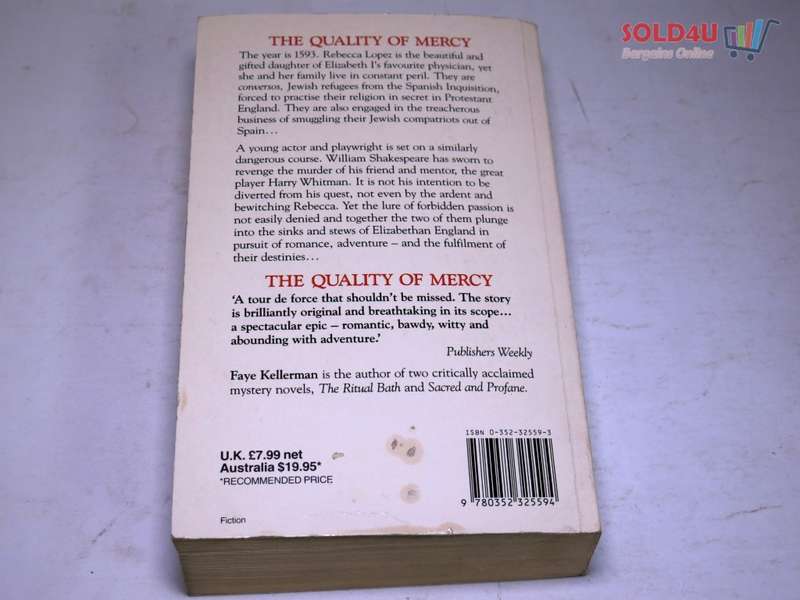 SOLD4U
Bargains Online
THE QUALITY OF MERCY
The year is 1593. Rebecca Lopez is the beautiful and
gifted daughter of Elizabeth I's favourite physician, yet
she and her family live in constant peril. They are
conversos, Jewish refugees from the Spanish Inquisition,
forced to practise their religion in secret in Protestant
England. They are also engaged in the treacherous
business of smuggling their Jewish compatriots out of
Spain…
A young actor and playwright is set on a similarly
dangerous course. William Shakespeare has sworn to
revenge the murder of his friend and mentor, the great
player Harry Whitman. It is not his intention to be
diverted from his quest, not even by the ardent and
bewitching Rebecca. Yet the lure of forbidden passion is
not easily denied and together the two of them plunge
into the sinks and stews of Elizabethan England in
pursuit of romance, adventure – and the fulfilment of
their destinies…
THE QUALITY OF MERCY
'A tour de force that shouldn't be missed. The story
is brilliantly original and breathtaking in its scope…
a spectacular epic – romantic, bawdy, witty and
abounding with adventure.'
Publishers Weekly
Faye Kellerman is the author of two critically acclaimed
mystery novels, The Ritual Bath and Sacred and Profane.
ISBN 0-352-32559-3
U.K. £7.99 net
Australia $19.95*
*RECOMMENDED PRICE
9 780352 325594
Fiction